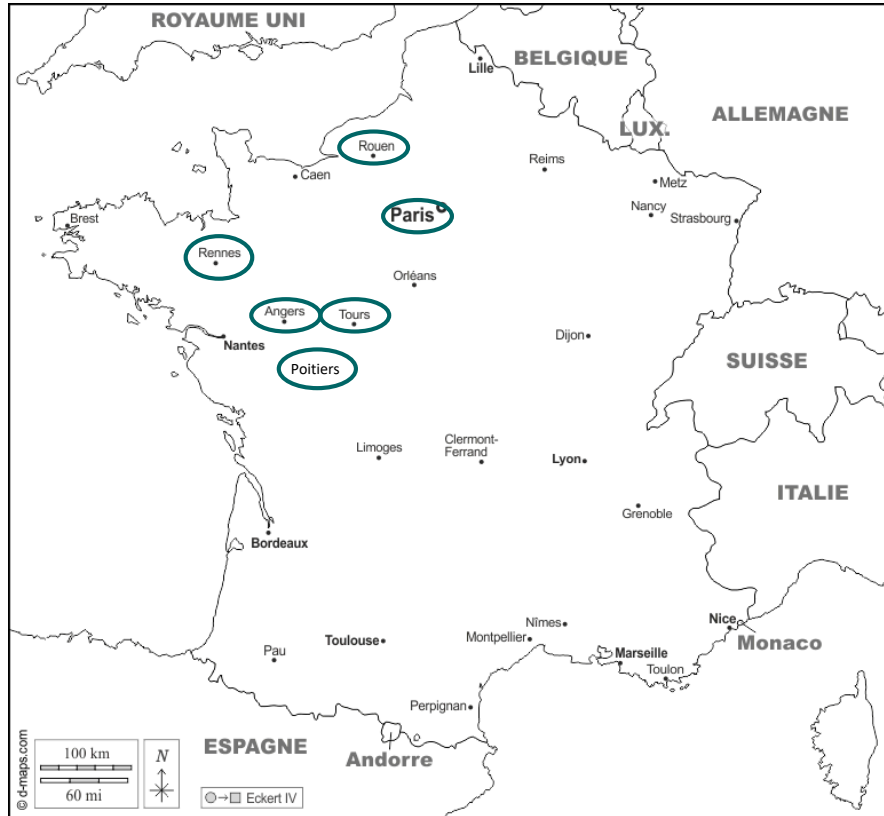 ROYAUME UNI
BELGIQUE
Lille
ALLEMAGNE
LUX.
Rouen
Caen
Reims
Metz
Nancy
Strasbourg
Paris
Brest
Rennes
Orléans
Angers
Tours
Nantes
Dijon
SUISSE
Poitiers
Limoges
Clermont-
Ferrand
Lyon
ITALIE
Grenoble
Bordeaux
Nîmes
Nice
Montpellier
Monaco
Toulouse
Pau
Marseille
Toulon
Perpignan
ESPAGNE
Andorre
100 km
60 mi
N
Eckert IV
© d-maps.com